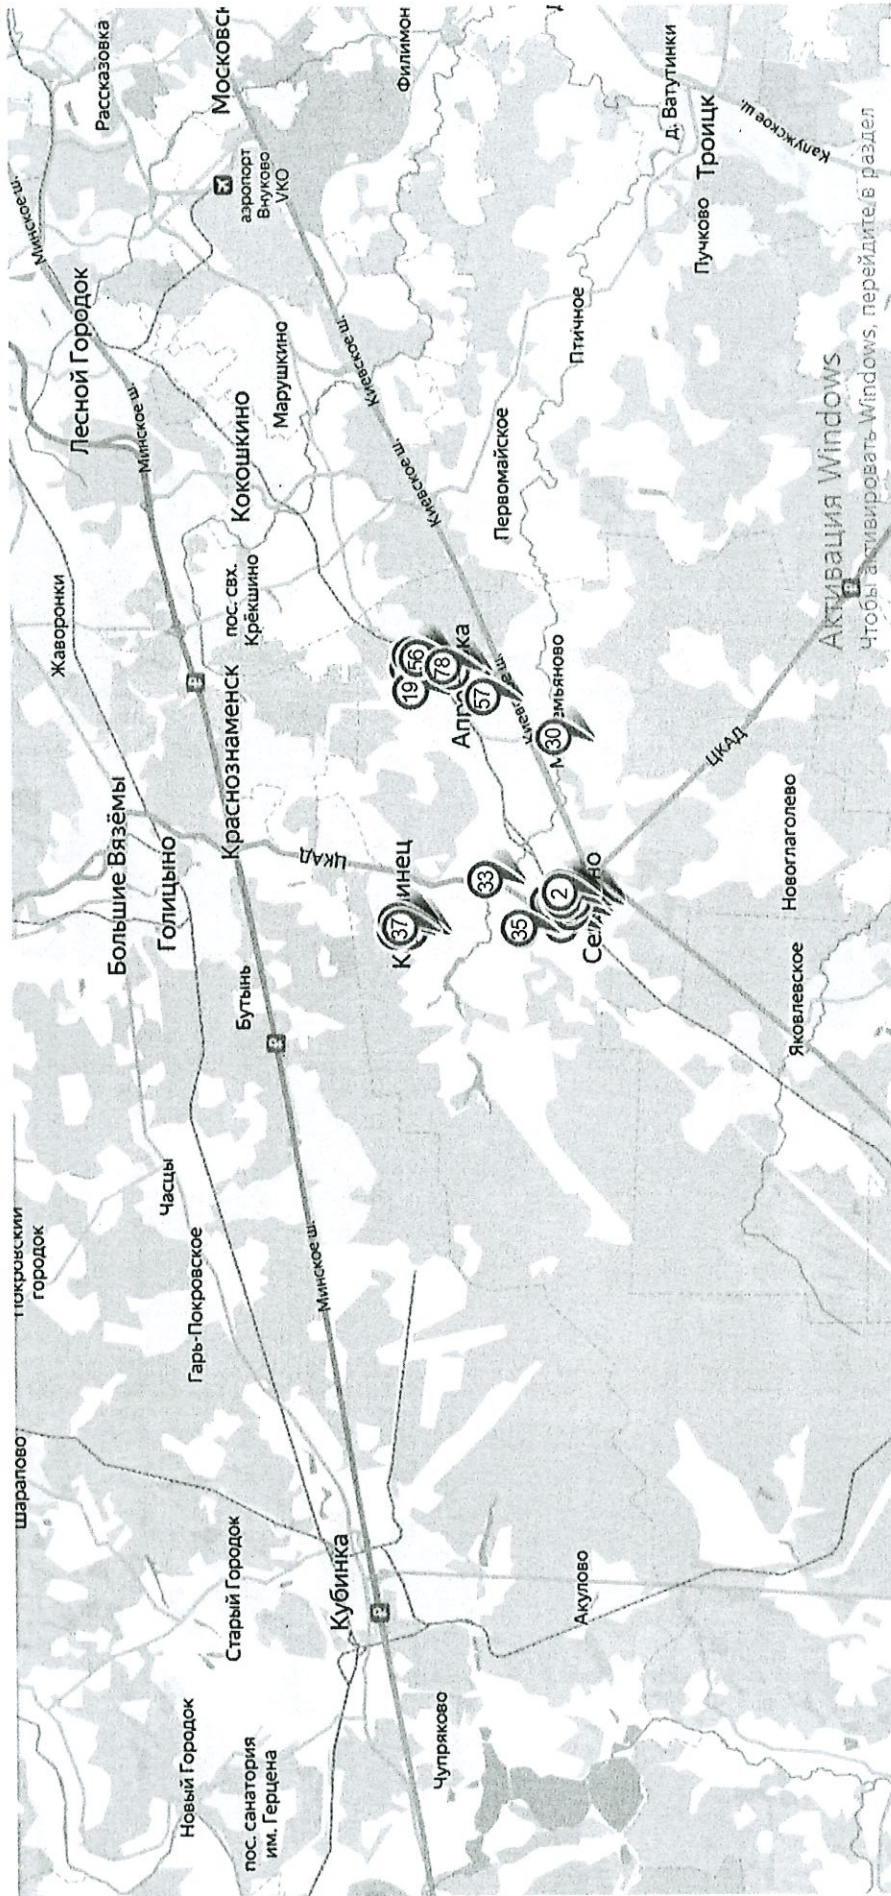 Покровский
городок
Шарапово
Часцы
Гарь-Покровское
Старый Городок
Кубинка
Новый Городок
пос. санатория
им. Герцена
Чупряково
Акулово
Минское ш.
Бутынь
Большие Вязёмы
Голицыно
Краснознаменск
ЦКАД
Жаворонки
пос. свх.
Крёкшино
Кокошкино
Лесной Городок
Минское ш.
Минское ш.
Рассказовка
аэропорт
Внуково
VKO
Марушкино
Киевское ш.
Киевское ш.
Первомайское
Птичное
Пучково
Троицк
д. Ватутинки
Калужское ш.
37
33
35
2
19
56
78
57
30
ЦКАД
Новоглаголево
Яковлевское
Активация Windows
Чтобы активировать Windows, перейдите в раздел